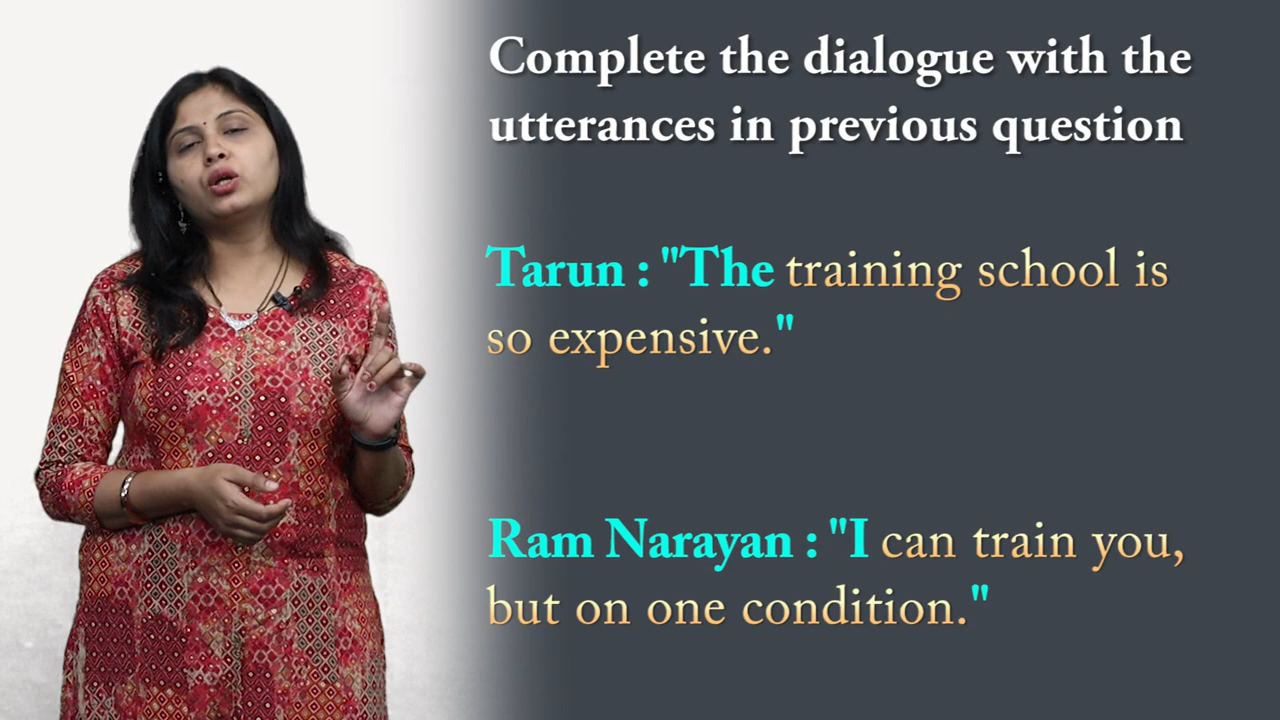 Complete the dialogue with the
utterances in previous question
Tarun : "The training school is
so expensive."
Ram Narayan : "I can train you,
but on one condition."